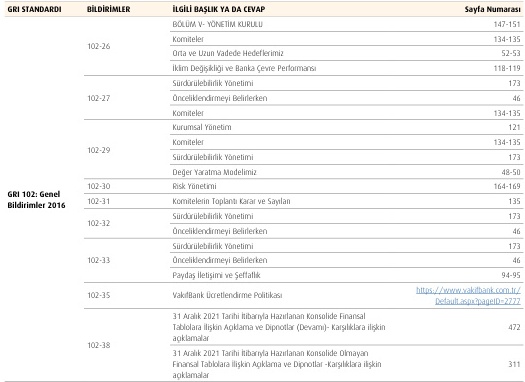 GRI STANDARDI BİLDİRİMLER İLGİLİ BAŞLIK YA DA CEVAP Sayfa Numarası
GRI 102: Genel
Bildirimler 2016
102-26
BÖLÜM V- YÖNETİM KURULU 147-151
Komiteler 134-135
Orta ve Uzun Vadede Hedeflerimiz 52-53
İklim Değişikliği ve Banka Çevre Performansı 118-119
102-27
Sürdürülebilirlik Yönetimi 173
Önceliklendirmeyi Belirlerken 46
Komiteler 134-135
102-29
Kurumsal Yönetim 121
Komiteler 134-135
Sürdürülebilirlik Yönetimi 173
Değer Yaratma Modelimiz 48-50
102-30 Risk Yönetimi 164-169
102-31 Komitelerin Toplantı Karar ve Sayıları 135
102-32
Sürdürülebilirlik Yönetimi 173
Önceliklendirmeyi Belirlerken 46
102-33
Sürdürülebilirlik Yönetimi 173
Önceliklendirmeyi Belirlerken 46
Paydaş İletişimi ve Şeffaflık 94-95
102-35 VakıfBank Ücretlendirme Politikası https://www.vakifbank.com.tr/
Default.aspx?pageID=2777
102-38
31 Aralık 2021 Tarihi İtibarıyla Hazırlanan Konsolide Finansal
Tablolara İlişkin Açıklama ve Dipnotlar (Devamı)- Karşılıklara ilişkin 472
açıklamalar
31 Aralık 2021 Tarihi İtibarıyla Hazırlanan Konsolide Olmayan
Finansal Tablolara İlişkin Açıklama ve Dipnotlar -Karşılıklara ilişkin 311
açıklamalar